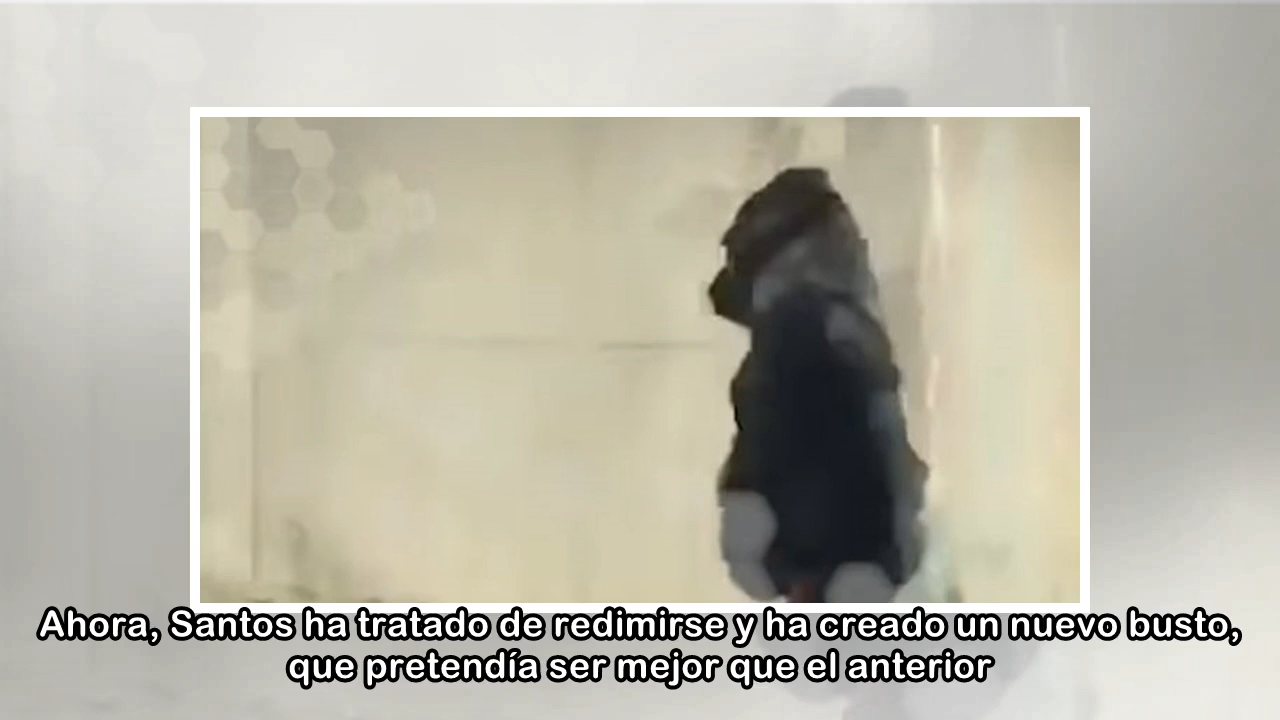 Ahora, Santos ha tratado de redimirse y ha creado un nuevo busto,
que pretendía ser mejor que el anterior